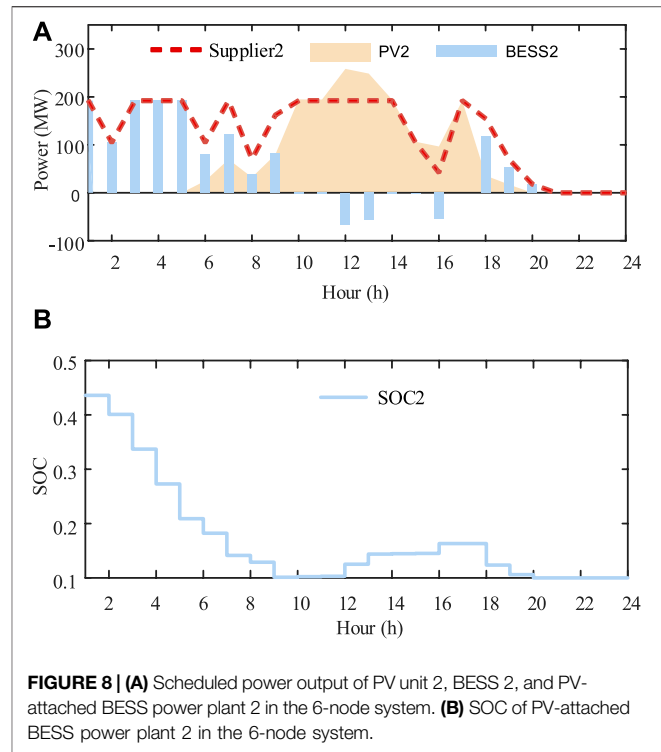 A
Supplier2 PV2 BESS2
Power (MW)
300
200
100
0
-100
2 4 6 8 10 12 14 16 18 20 22 24
Hour (h)
B
SOC2
SOC
0.5
0.4
0.3
0.2
0.1
2 4 6 8 10 12 14 16 18 20 22 24
Hour (h)
FIGURE 8 | (A) Scheduled power output of PV unit 2, BESS 2, and PV-
attached BESS power plant 2 in the 6-node system. (B) SOC of PV-attached
BESS power plant 2 in the 6-node system.